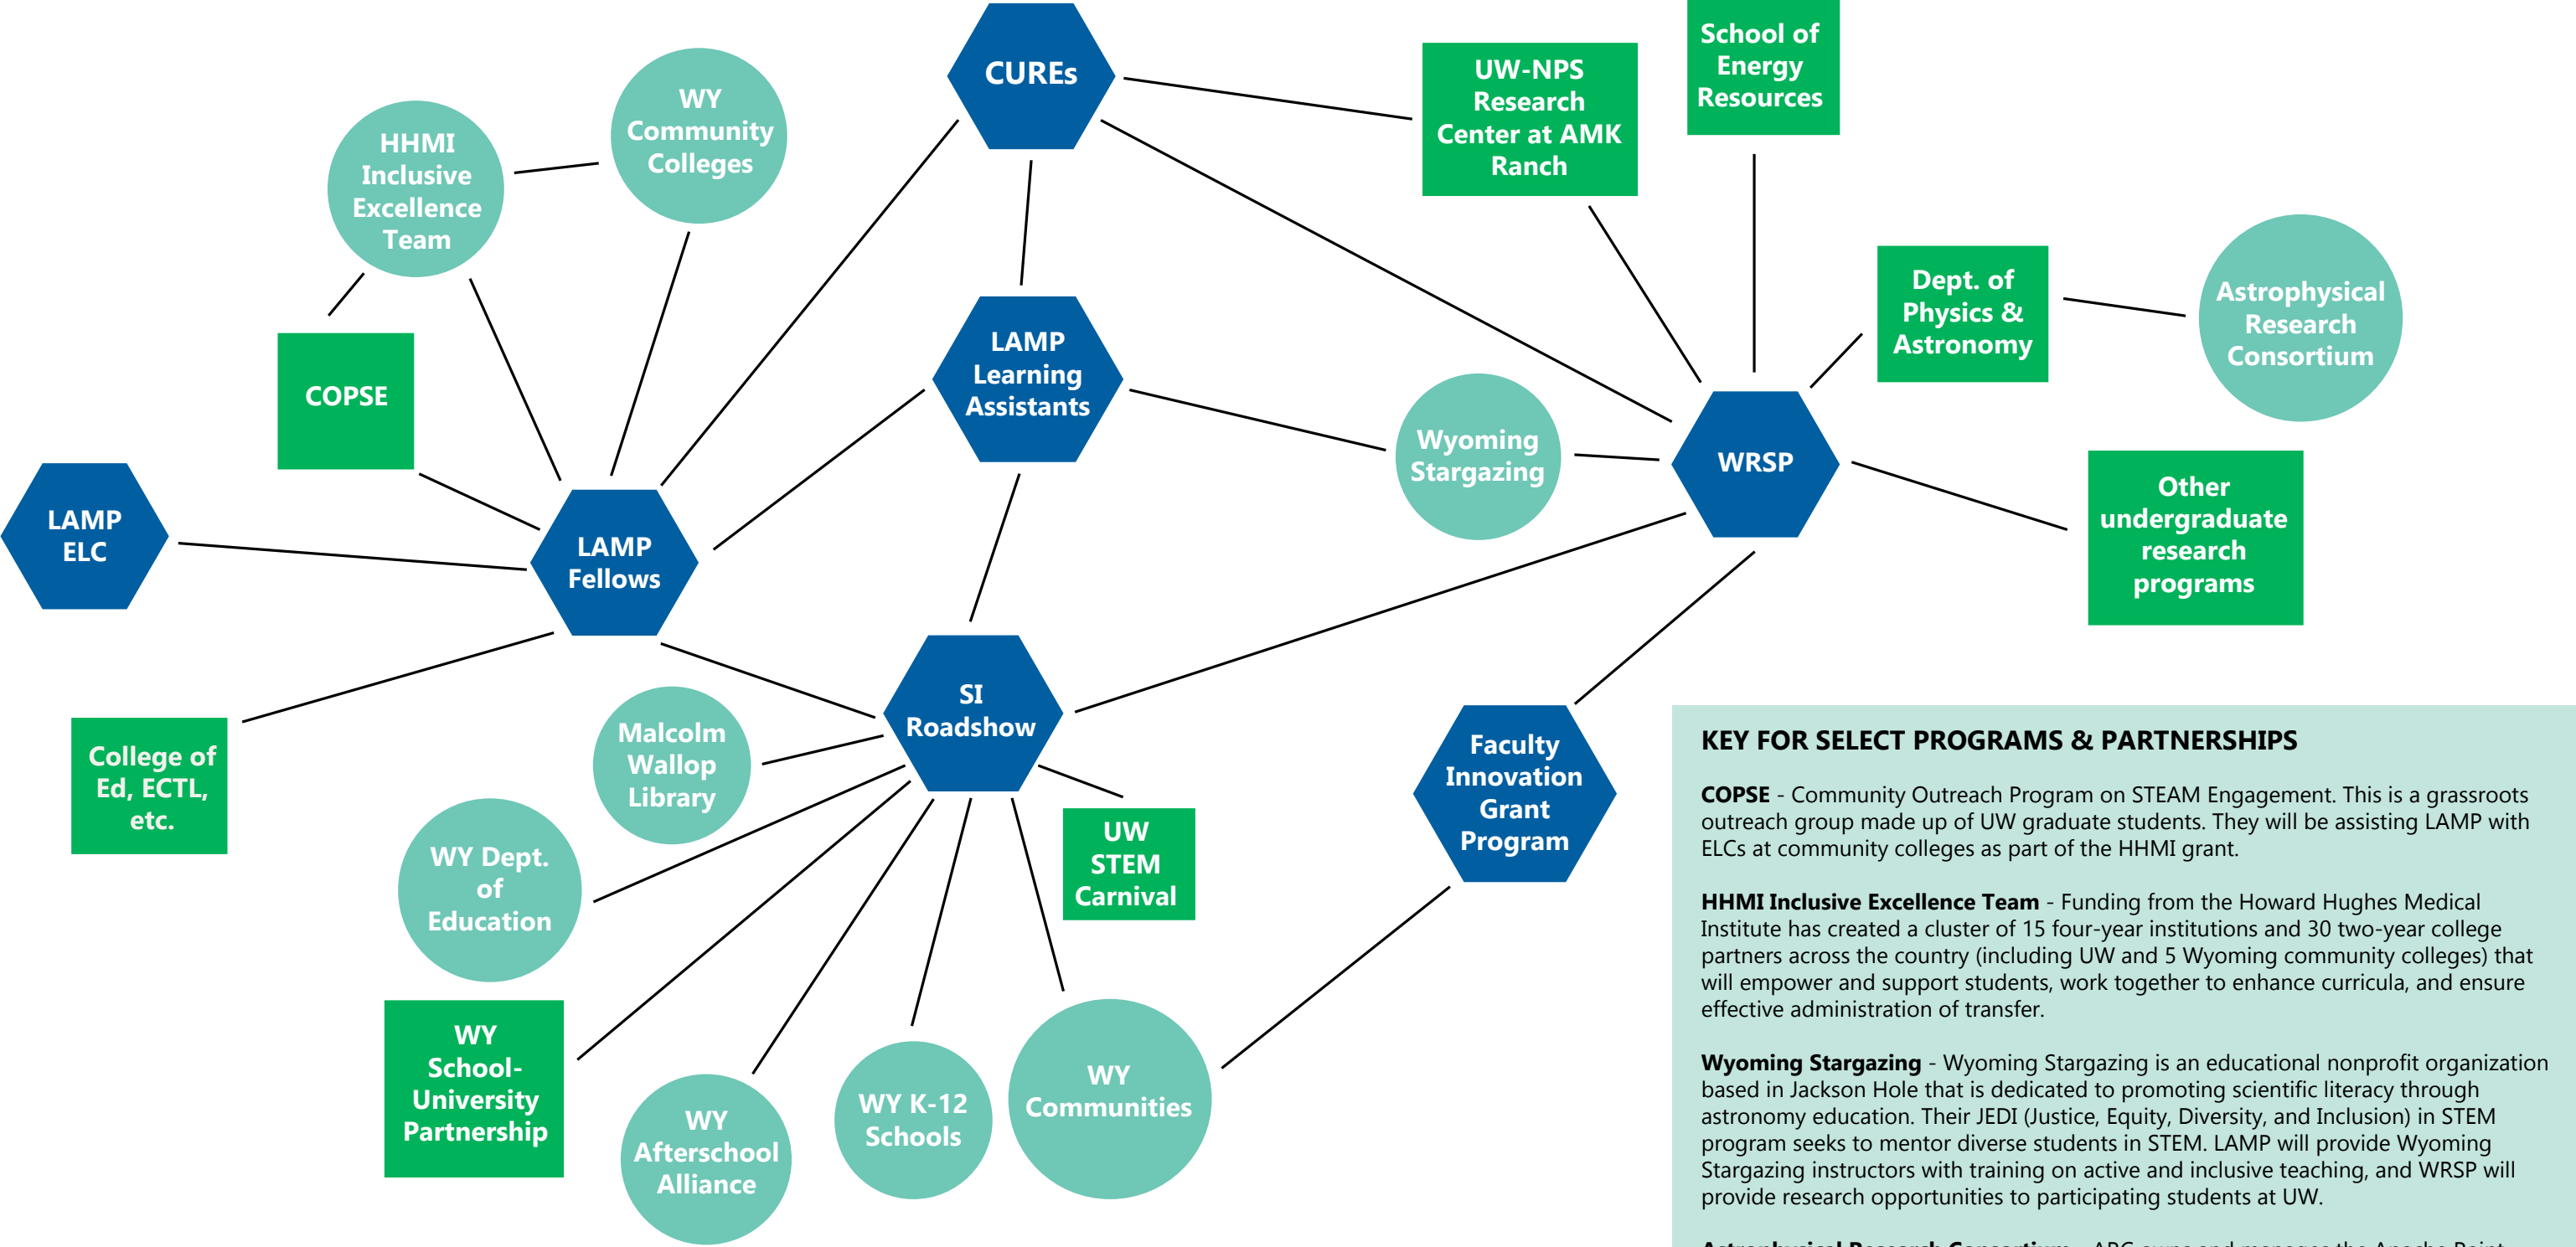 CUREs
School of
Energy
Resources
UW-NPS
Research
Center at AMK
Ranch
WY
Community
Colleges
HHMI
Inclusive
Excellence
Team
Dept. of
Physics &
Astronomy
Astrophysical
Research
Consortium
LAMP
Learning
Assistants
COPSE
Wyoming
Stargazing
WRSP
Other
undergraduate
research
programs
LAMP
ELC
LAMP
Fellows
SI
Roadshow
Malcolm
Wallop
Library
College of
Ed, ECTL,
etc.
Faculty
Innovation
Grant
Program
WY Dept.
of
Education
UW
STEM
Carnival
WY
School-
University
Partnership
WY
Afterschool
Alliance
WY K-12
Schools
WY
Communities
KEY FOR SELECT PROGRAMS & PARTNERSHIPS
COPSE - Community Outreach Program on STEAM Engagement. This is a grassroots
outreach group made up of UW graduate students. They will be assisting LAMP with
ELCs at community colleges as part of the HHMI grant.
HHMI Inclusive Excellence Team - Funding from the Howard Hughes Medical
Institute has created a cluster of 15 four-year institutions and 30 two-year college
partners across the country (including UW and 5 Wyoming community colleges) that
will empower and support students, work together to enhance curricula, and ensure
effective administration of transfer.
Wyoming Stargazing - Wyoming Stargazing is an educational nonprofit organization
based in Jackson Hole that is dedicated to promoting scientific literacy through
astronomy education. Their JEDI (Justice, Equity, Diversity, and Inclusion) in STEM
program seeks to mentor diverse students in STEM. LAMP will provide Wyoming
Stargazing instructors with training on active and inclusive teaching, and WRSP will
provide research opportunities to participating students at UW.
Astrophysical Research Consortium - ARC owns and manages the Apache Point